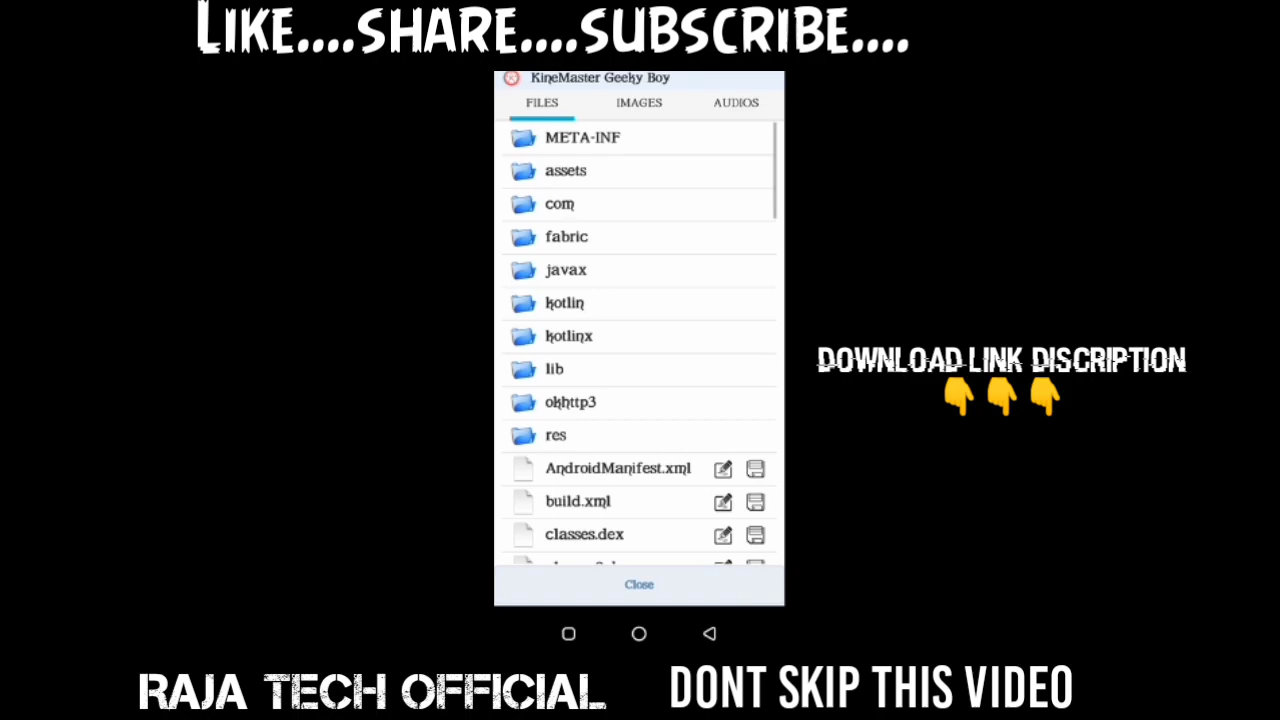 LIKE....SHARE....SUBSCRIBE....
KineMaster Geeky Boy
FILES IMAGES AUDIOS
META-INF
assets
com
fabric
javax
kotlin
kotlinx
lib
okhttp3
res
AndroidManifest.xml
build.xml
classes.dex
Close
DOWNLOAD LINK DISCRIPTION
👇👇👇
RAJA TECH OFFICIAL
DONT SKIP THIS VIDEO